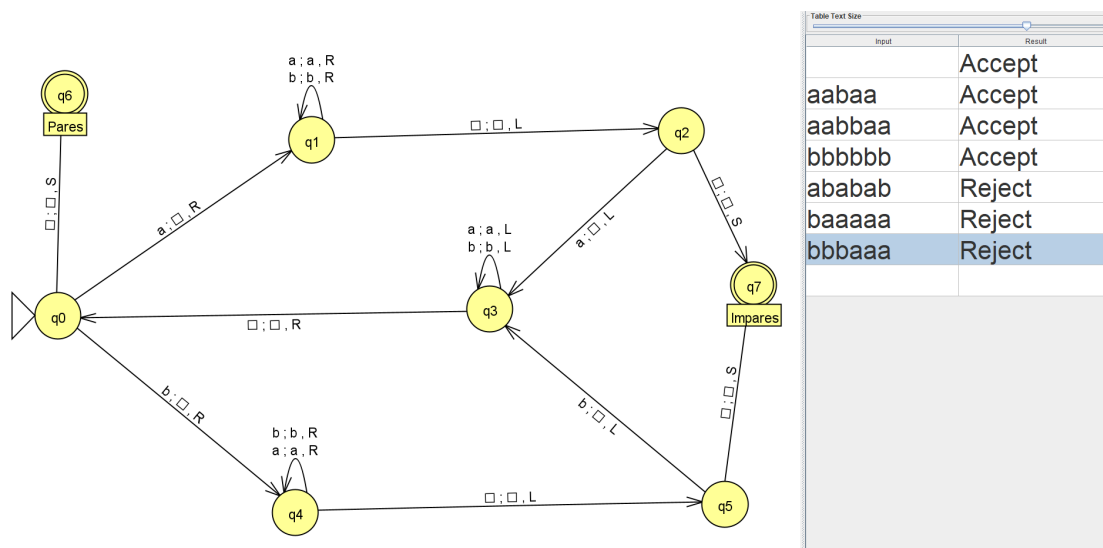 Table Text Size
Input Result
Accept
aabaa Accept
aabbaa Accept
bbbbbb Accept
ababab Reject
baaaaa Reject
bbbaaa Reject
a ; a , R
b ; b , R
q6
Pares
q1
□ ; □ , L
q2
□ ; □ , S
a ; □ , R
a ; □ , L
□ ; □ , S
a ; a , L
b ; b , L
q3
q7
Impares
q0
□ ; □ , R
b ; □ , R
b ; □ , L
□ ; □ , S
b ; b , R
a ; a , R
q4
□ ; □ , L
q5